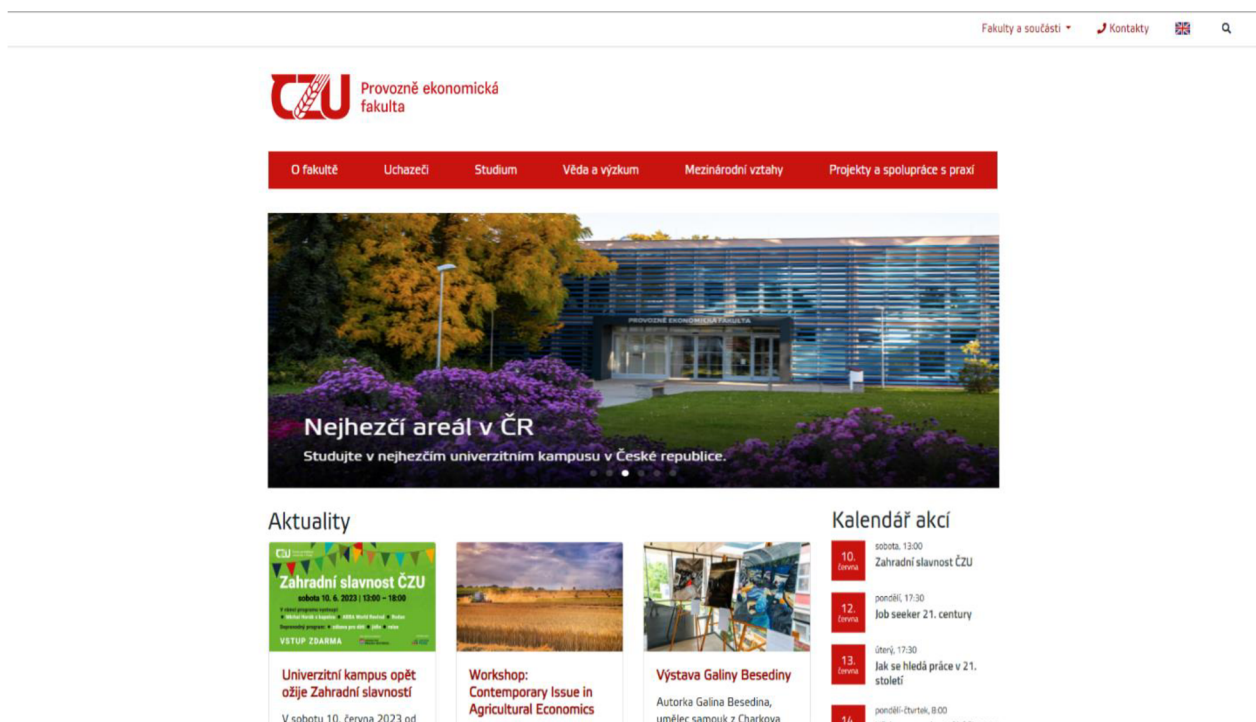 Fakulty a součásti
Kontakty
ČZU
Provozně ekonomická
fakulta
O fakultě
Uchazeči
Studium
Věda a výzkum
Mezinárodní vztahy
Projekty a spolupráce s praxí
PROVOZNĚ EKONOMICKÁ FAKULTA
Nejhezčí areál v ČR
Studujte v nejhezčím univerzitním kampusu v České republice.
Aktuality
ČZU
Zahradní slavnost ČZU
sobota 10. 6. 2023 | 13:00 – 18:00
VSTUP ZDARMA
Univerzitní kampus opět
ožije Zahradní slavností
V sobotu 10. června 2023 od
Workshop:
Contemporary Issue in
Agricultural Economics
Výstava Galiny Besediny
Autorka Galina Besedina,
umělec samouk z Charkova
Kalendář akcí
10.
června
sobota, 13:00
Zahradní slavnost ČZU
12.
června
pondělí, 17:30
Job seeker 21. century
13.
června
úterý, 17:30
Jak se hledá práce v 21.
století
14.
pondělí-čtvrtek, 8:00